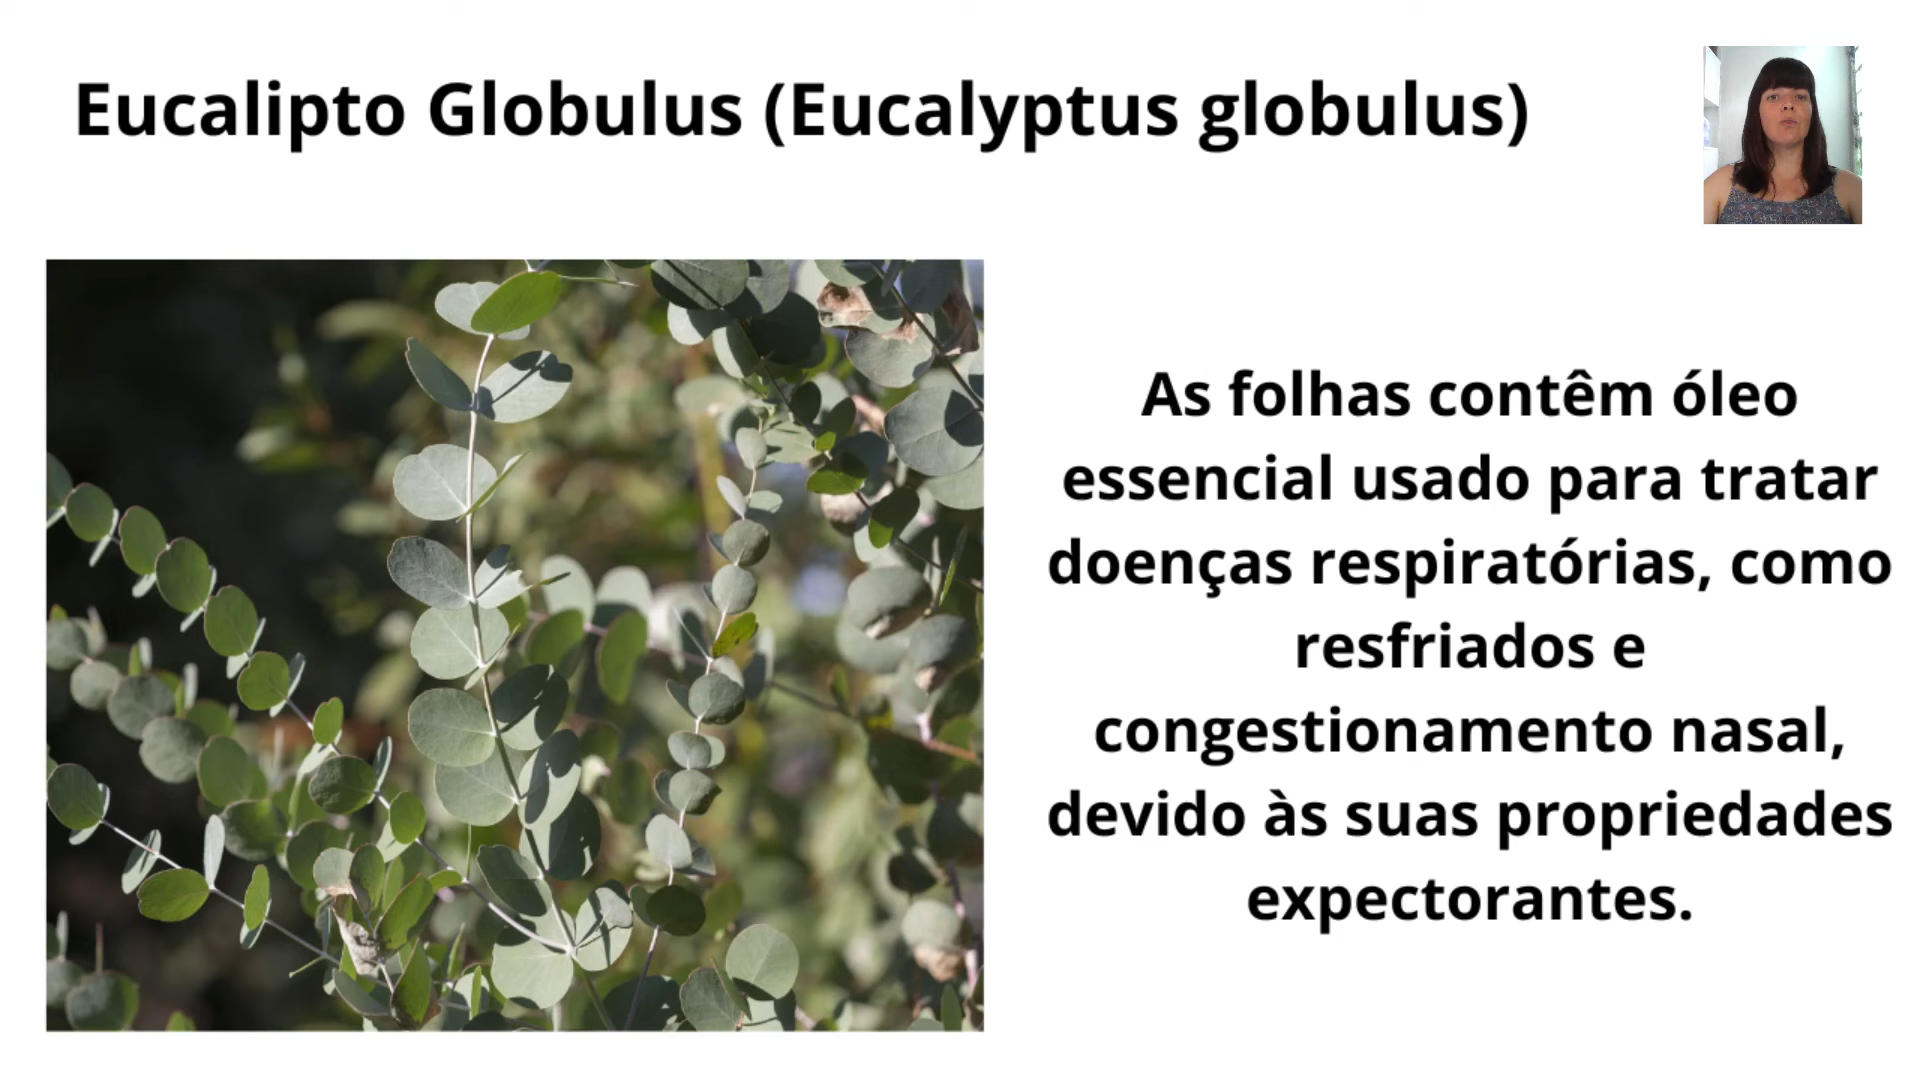 Eucalipto Globulus (Eucalyptus globulus)
As folhas contêm óleo
essencial usado para tratar
doenças respiratórias, como
resfriados e
congestionamento nasal,
devido às suas propriedades
expectorantes.